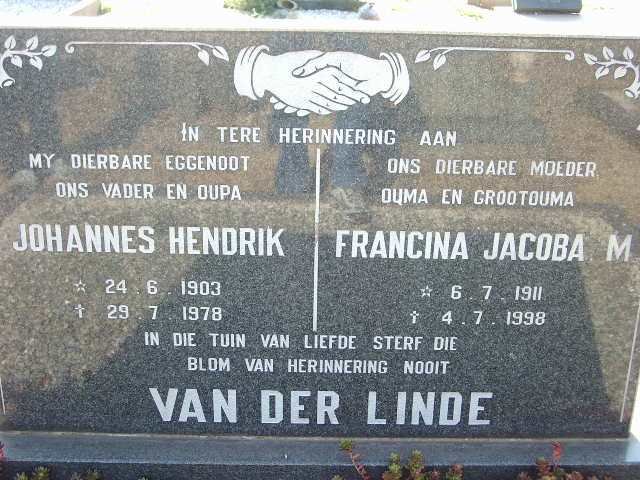 IN TERE HERINNERING AAN
MY DIERBARE EGGENOOT
ONS VADER EN OUPA
JOHANNES HENDRIK
☆ 24.6.1903
† 29.7.1978
ONS DIERBARE MOEDER
OUMA EN GROOTOUMA
FRANCINA JACOBA M
☆ 6.7.1911
† 4.7.1998
IN DIE TUIN VAN LIEFDE STERF DIE
BLOM VAN HERINNERING NOOIT
VAN DER LINDE